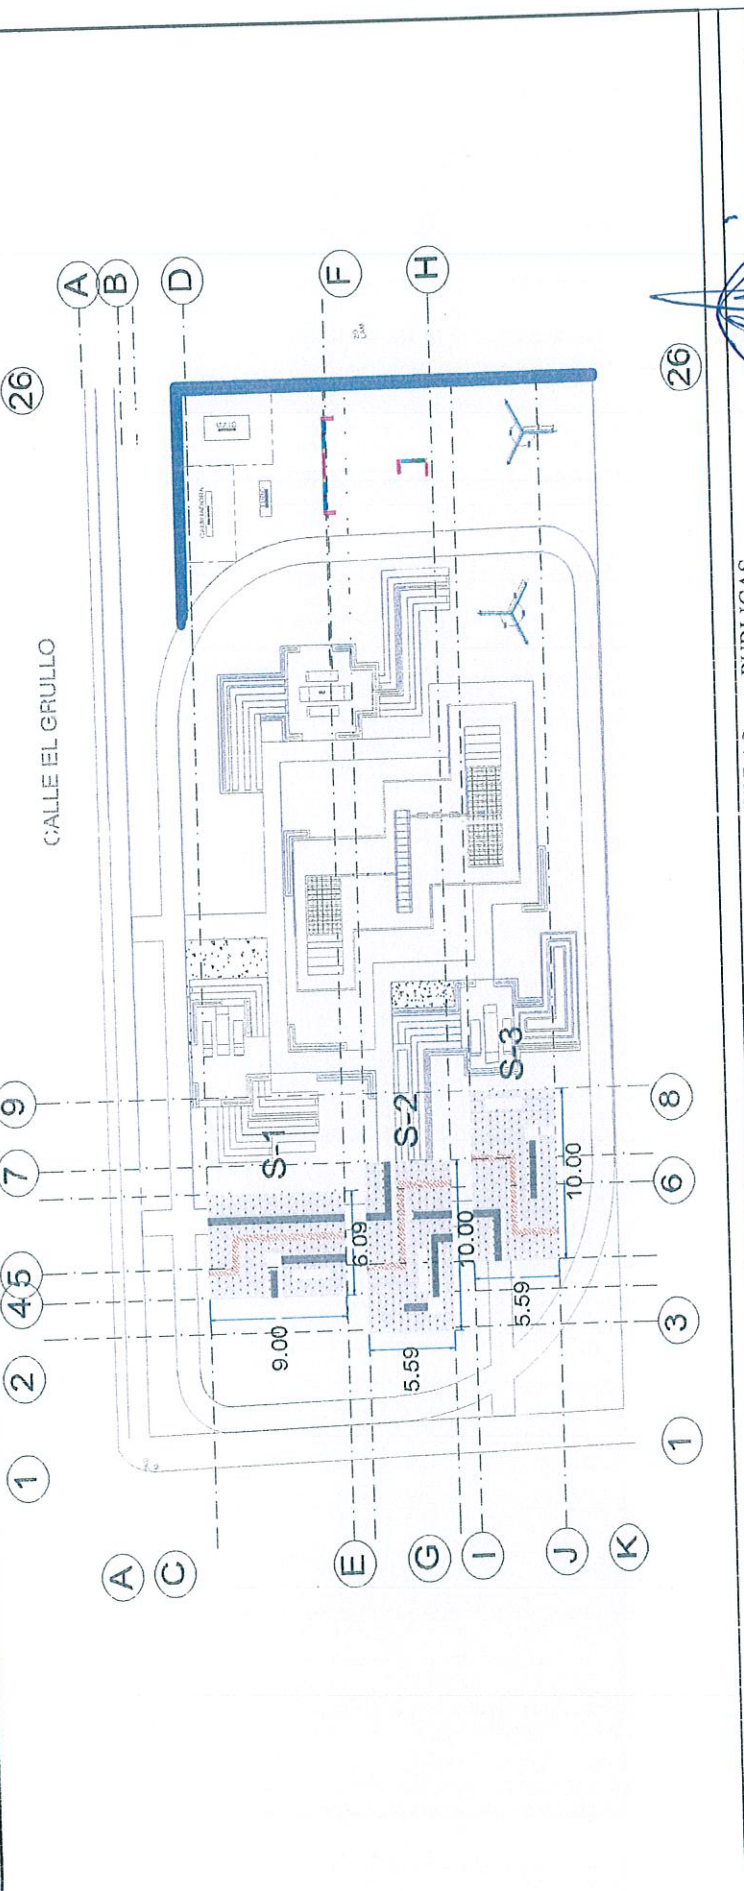 CALLE EL GRULLO
26
A
B
D
F
H
26
9
7
5
4
2
1
S-1
S-2
S-3
9.00
6.09
5.59
10.00
5.59
10.00
8
6
3
1
A
C
E
G
I
J
K
PUBLICAS